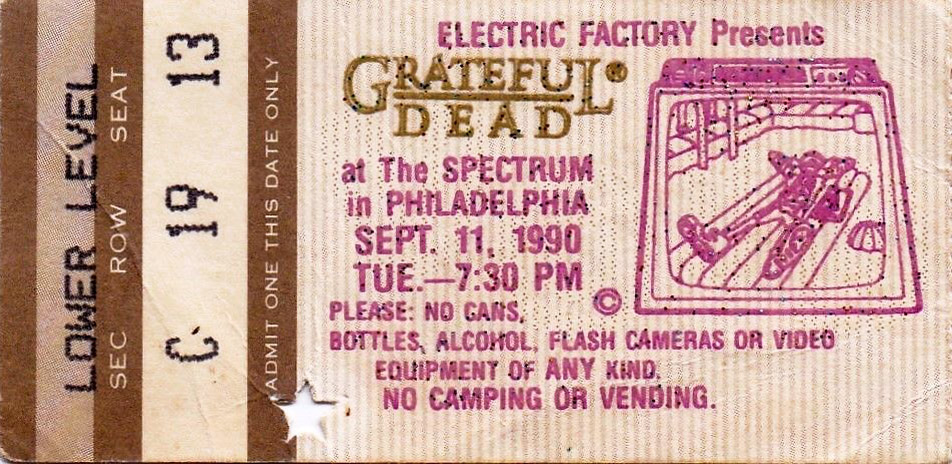 LOWER LEVEL
SEC ROW SEAT
C 19 13
ADMIT ONE THIS DATE ONLY
ELECTRIC FACTORY Presents
GRATEFUL®
DEAD
at The SPECTRUM
in PHILADELPHIA
SEPT. 11, 1990
TUE.—7:30 PM
©
PLEASE: NO CANS,
BOTTLES, ALCOHOL, FLASH CAMERAS OR VIDEO
EQUIPMENT OF ANY KIND.
NO CAMPING OR VENDING.